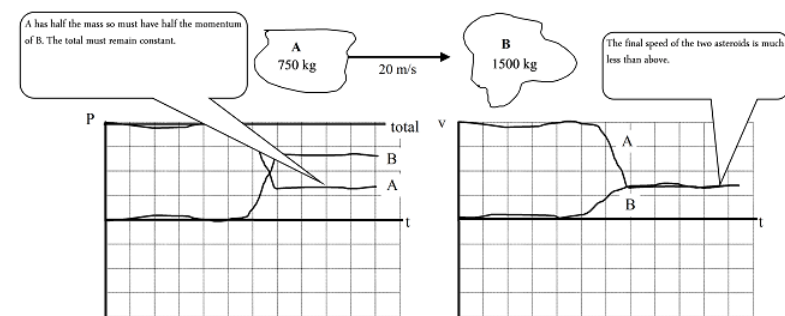 A has half the mass so must have half the momentum
of B. The total must remain constant.
A
750 kg
20 m/s
B
1500 kg
The final speed of the two asteroids is much
less than above.
P
total
B
A
t
v
A
B
t